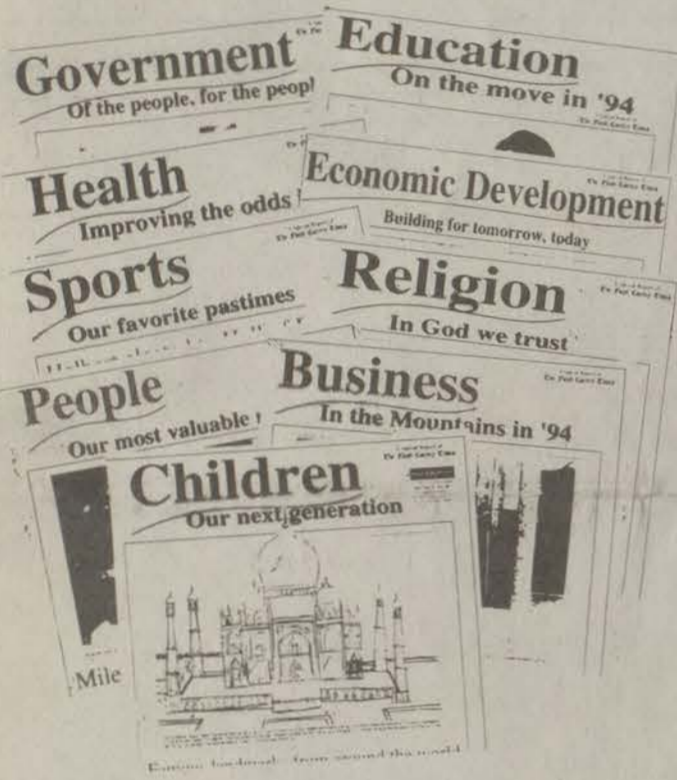 Government
Of the people, for the peopl
Education
On the move in '94
Health
Improving the odds
Economic Development
Building for tomorrow, today
Sports
Our favorite pastimes
Religion
In God we trust
People
Our most valuable
Business
In the Mountains in '94
Children
Our next generation
Mile